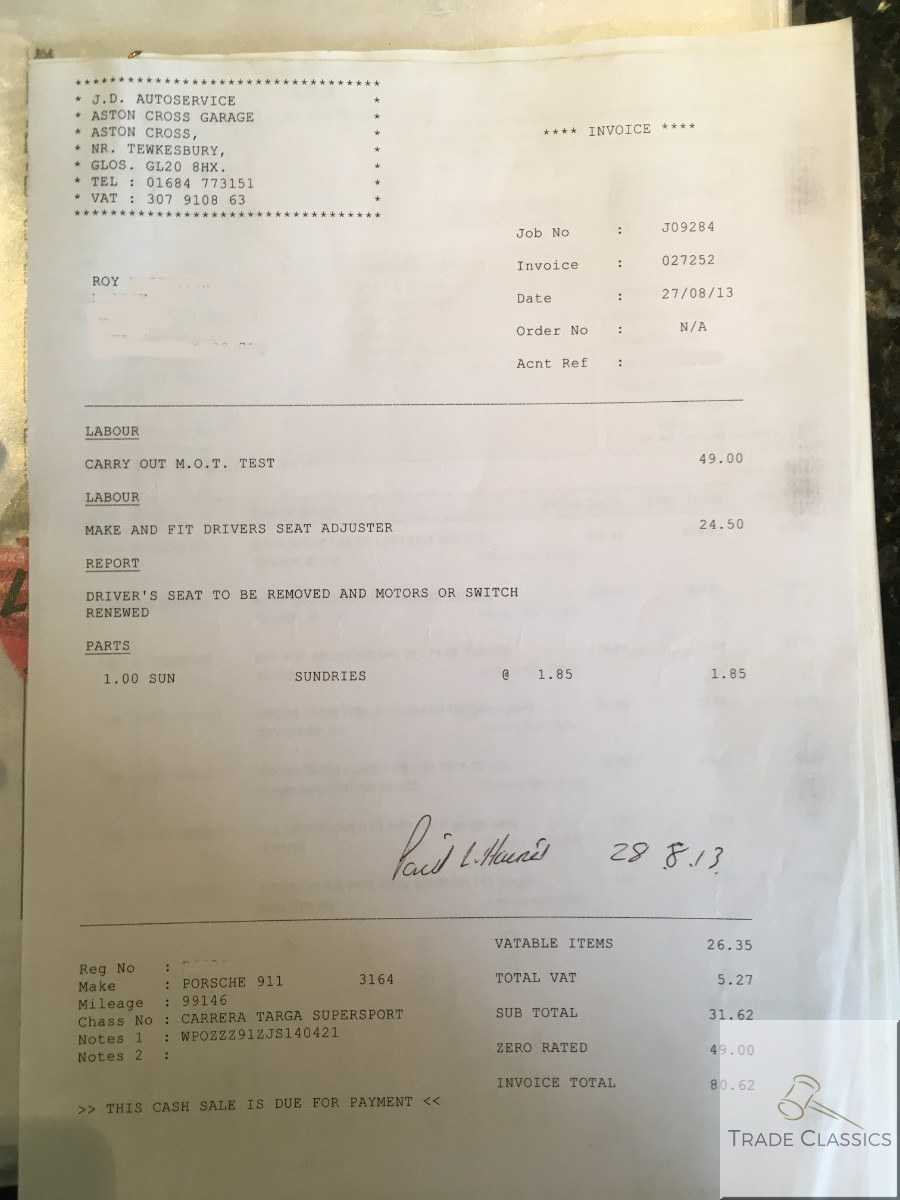 ***********************************
* J.D. AUTOSERVICE *
* ASTON CROSS GARAGE *
* ASTON CROSS, *
* NR. TEWKESBURY, *
* GLOS. GL20 8HX. *
* TEL : 01684 773151 *
* VAT : 307 9108 63 *
***********************************
**** INVOICE ****
Job No : J09284
Invoice : 027252
Date : 27/08/13
Order No : N/A
Acnt Ref :
ROY
LABOUR
CARRY OUT M.O.T. TEST 49.00
LABOUR
MAKE AND FIT DRIVERS SEAT ADJUSTER 24.50
REPORT
DRIVER'S SEAT TO BE REMOVED AND MOTORS OR SWITCH
RENEWED
PARTS
1.00 SUN SUNDRIES @ 1.85 1.85
28 8.13
Reg No :
Make : PORSCHE 911 3164
Mileage : 99146
Chass No : CARRERA TARGA SUPERSPORT
Notes 1 : WPOZZZ91ZJS140421
Notes 2 :
VATABLE ITEMS 26.35
TOTAL VAT 5.27
SUB TOTAL 31.62
ZERO RATED 49.00
INVOICE TOTAL 80.62
>> THIS CASH SALE IS DUE FOR PAYMENT <<
TRADE CLASSICS